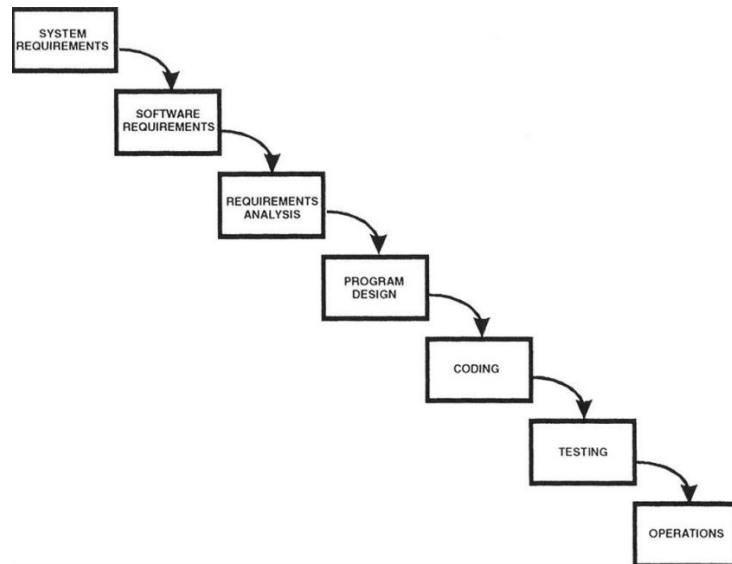 SYSTEM
REQUIREMENTS
SOFTWARE
REQUIREMENTS
REQUIREMENTS
ANALYSIS
PROGRAM
DESIGN
CODING
TESTING
OPERATIONS